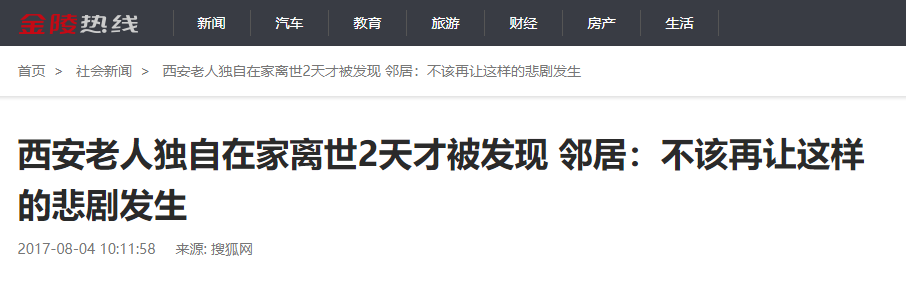 金陵热线 新闻 汽车 教育 旅游 财经 房产 生活
首页 > 社会新闻 > 西安老人独自在家离世2天才被发现 邻居：不该再让这样的悲剧发生
西安老人独自在家离世2天才被发现 邻居：不该再让这样
的悲剧发生
2017-08-04 10:11:58 来源: 搜狐网